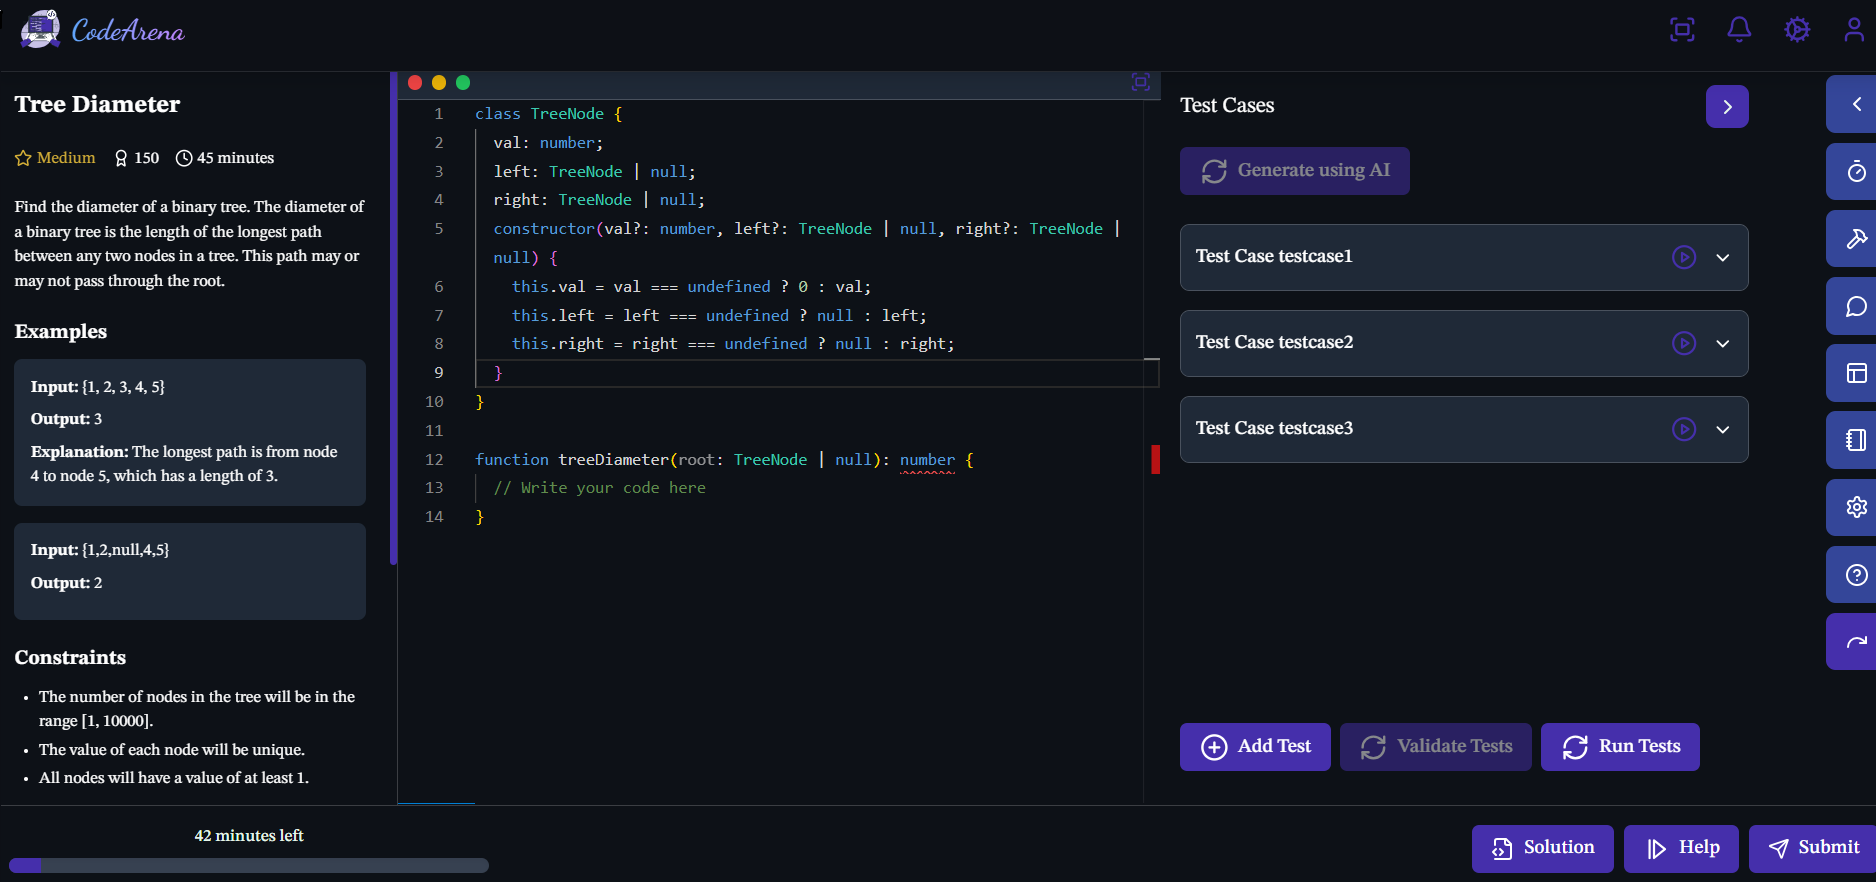 CodeArena
Tree Diameter
Medium 150 45 minutes
Find the diameter of a binary tree. The diameter of
a binary tree is the length of the longest path
between any two nodes in a tree. This path may or
may not pass through the root.
Examples
Input: {1, 2, 3, 4, 5}
Output: 3
Explanation: The longest path is from node
4 to node 5, which has a length of 3.
Input: {1,2,null,4,5}
Output: 2
Constraints
• The number of nodes in the tree will be in the
range [1, 10000].
• The value of each node will be unique.
• All nodes will have a value of at least 1.
42 minutes left
1 class TreeNode {
2 val: number;
3 left: TreeNode | null;
4 right: TreeNode | null;
5 constructor(val?: number, left?: TreeNode | null, right?: TreeNode |
null) {
6 this.val = val === undefined ? 0 : val;
7 this.left = left === undefined ? null : left;
8 this.right = right === undefined ? null : right;
9 }
10 }
11
12 function treeDiameter(root: TreeNode | null): number {
13 // Write your code here
14 }
Test Cases
Generate using AI
Test Case testcase1
Test Case testcase2
Test Case testcase3
Add Test Validate Tests Run Tests
Solution Help Submit